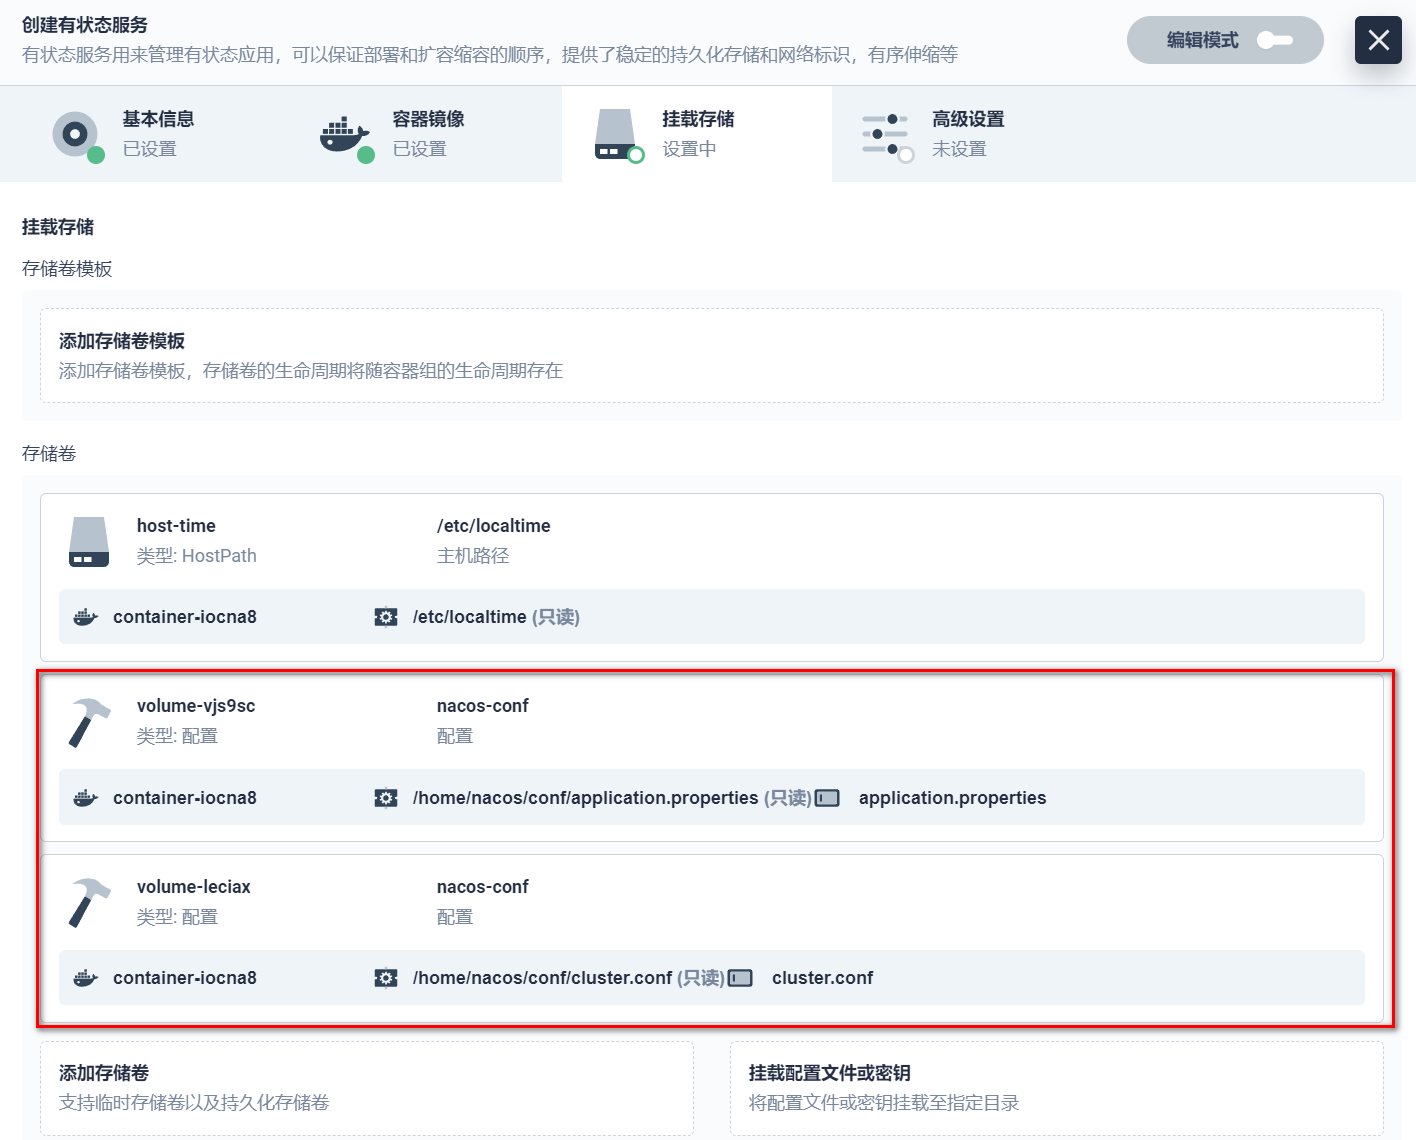 创建有状态服务
有状态服务用来管理有状态应用，可以保证部署和扩容缩容的顺序，提供了稳定的持久化存储和网络标识，有序伸缩等
编辑模式
基本信息
已设置
容器镜像
已设置
挂载存储
设置中
高级设置
未设置
挂载存储
存储卷模板
添加存储卷模板
添加存储卷模板，存储卷的生命周期将随容器组的生命周期存在
存储卷
host-time
类型: HostPath
/etc/localtime
主机路径
container-iocna8
/etc/localtime (只读)
volume-vjs9sc
类型: 配置
nacos-conf
配置
container-iocna8
/home/nacos/conf/application.properties (只读)
application.properties
volume-leciax
类型: 配置
nacos-conf
配置
container-iocna8
/home/nacos/conf/cluster.conf (只读)
cluster.conf
添加存储卷
支持临时存储卷以及持久化存储卷
挂载配置文件或密钥
将配置文件或密钥挂载至指定目录